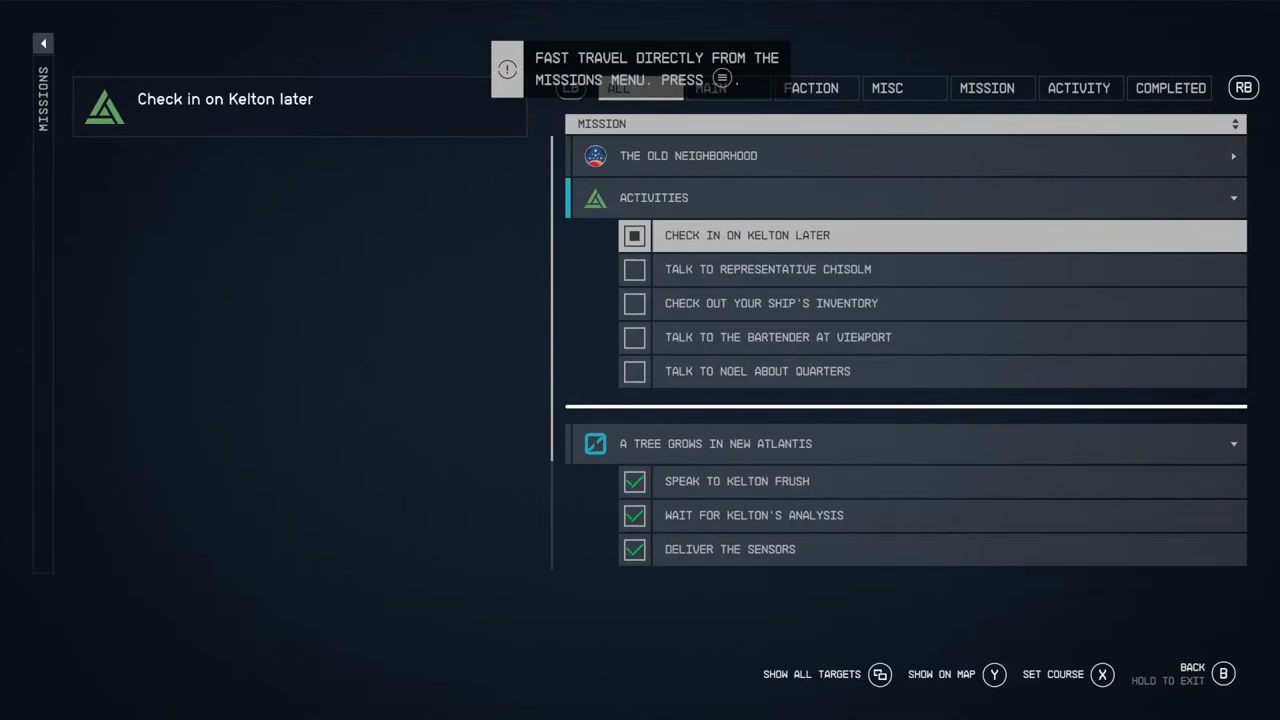 MISSIONS
Check in on Kelton later
FAST TRAVEL DIRECTLY FROM THE
MISSIONS MENU. PRESS .
LB ALL MAIN FACTION MISC MISSION ACTIVITY COMPLETED RB
MISSION
THE OLD NEIGHBORHOOD
ACTIVITIES
CHECK IN ON KELTON LATER
TALK TO REPRESENTATIVE CHISOLM
CHECK OUT YOUR SHIP'S INVENTORY
TALK TO THE BARTENDER AT VIEWPORT
TALK TO NOEL ABOUT QUARTERS
A TREE GROWS IN NEW ATLANTIS
SPEAK TO KELTON FRUSH
WAIT FOR KELTON'S ANALYSIS
DELIVER THE SENSORS
SHOW ALL TARGETS SHOW ON MAP Y SET COURSE X BACK B
HOLD TO EXIT